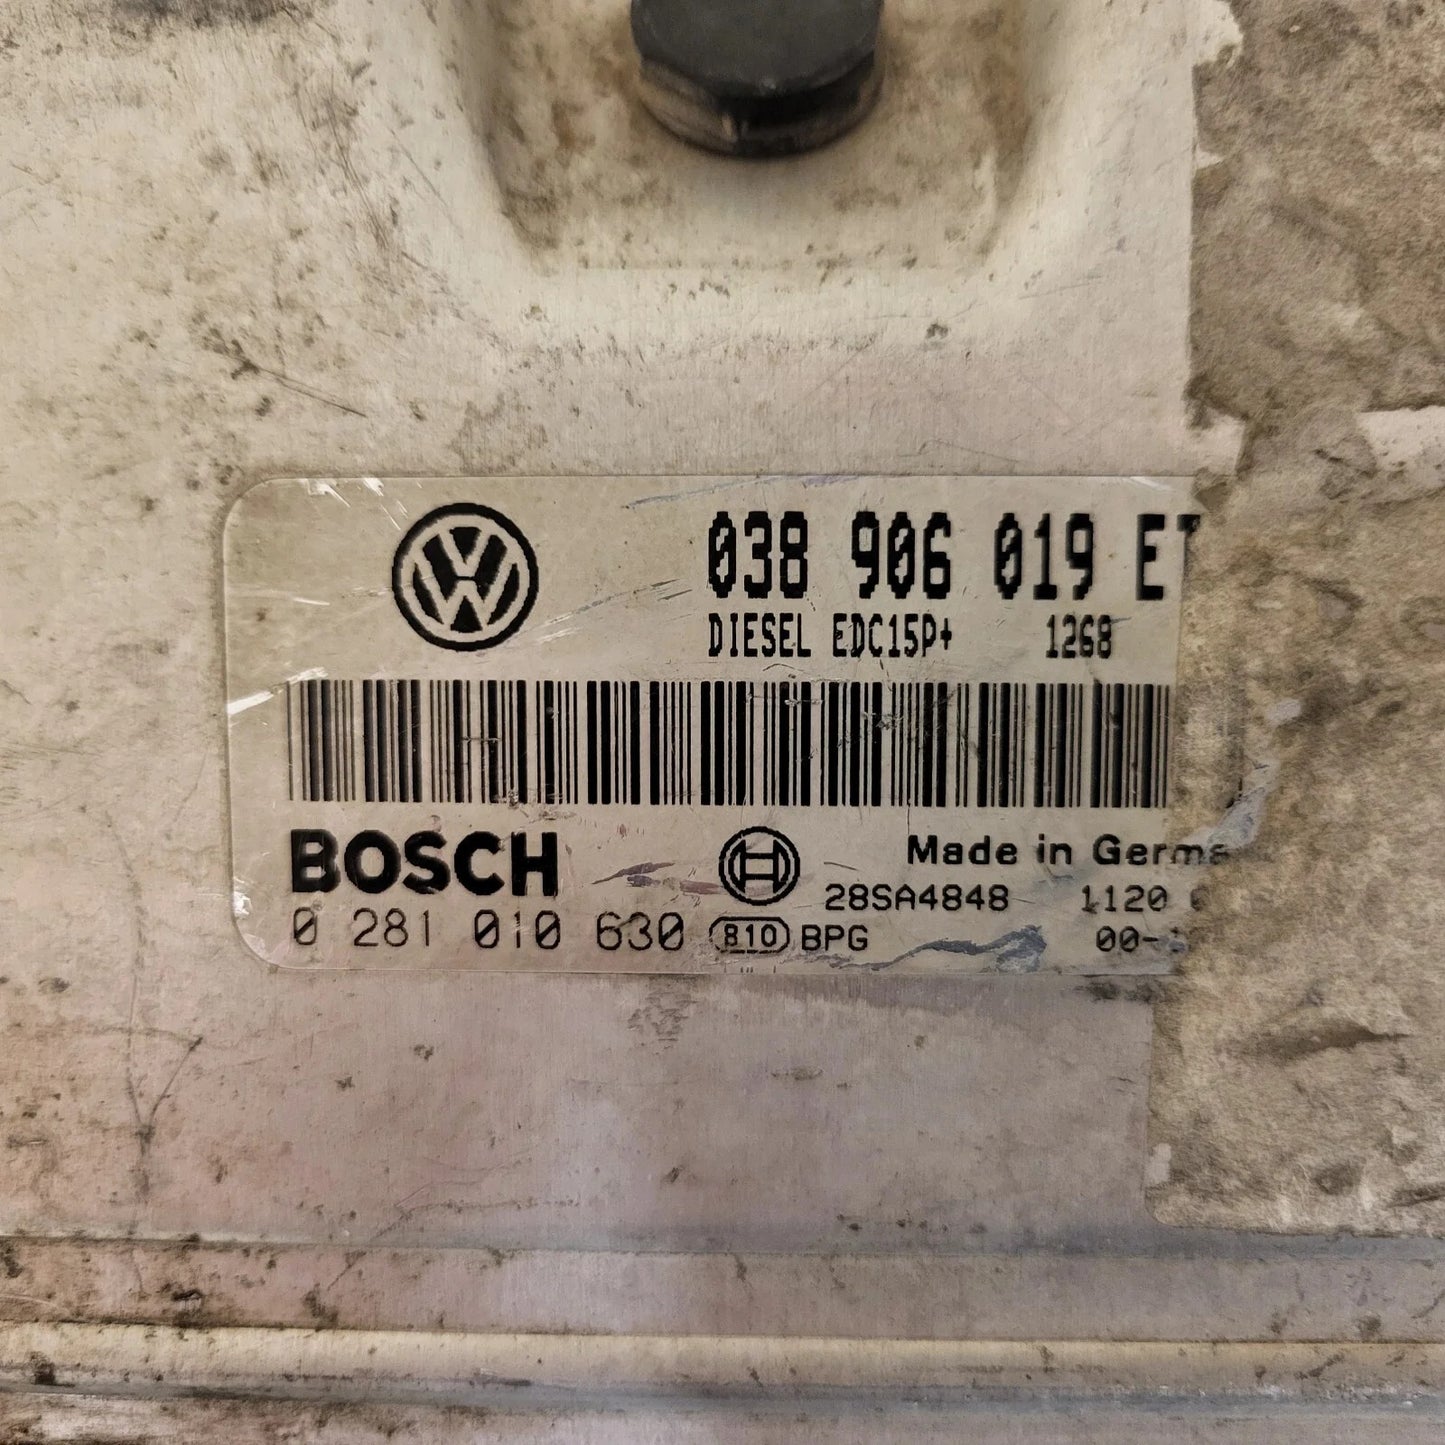 038 906 019 E
DIESEL EDC15P+ 1268
BOSCH
Made in Germa
28SA4848 1120
0 281 010 630 810 BPG 00-